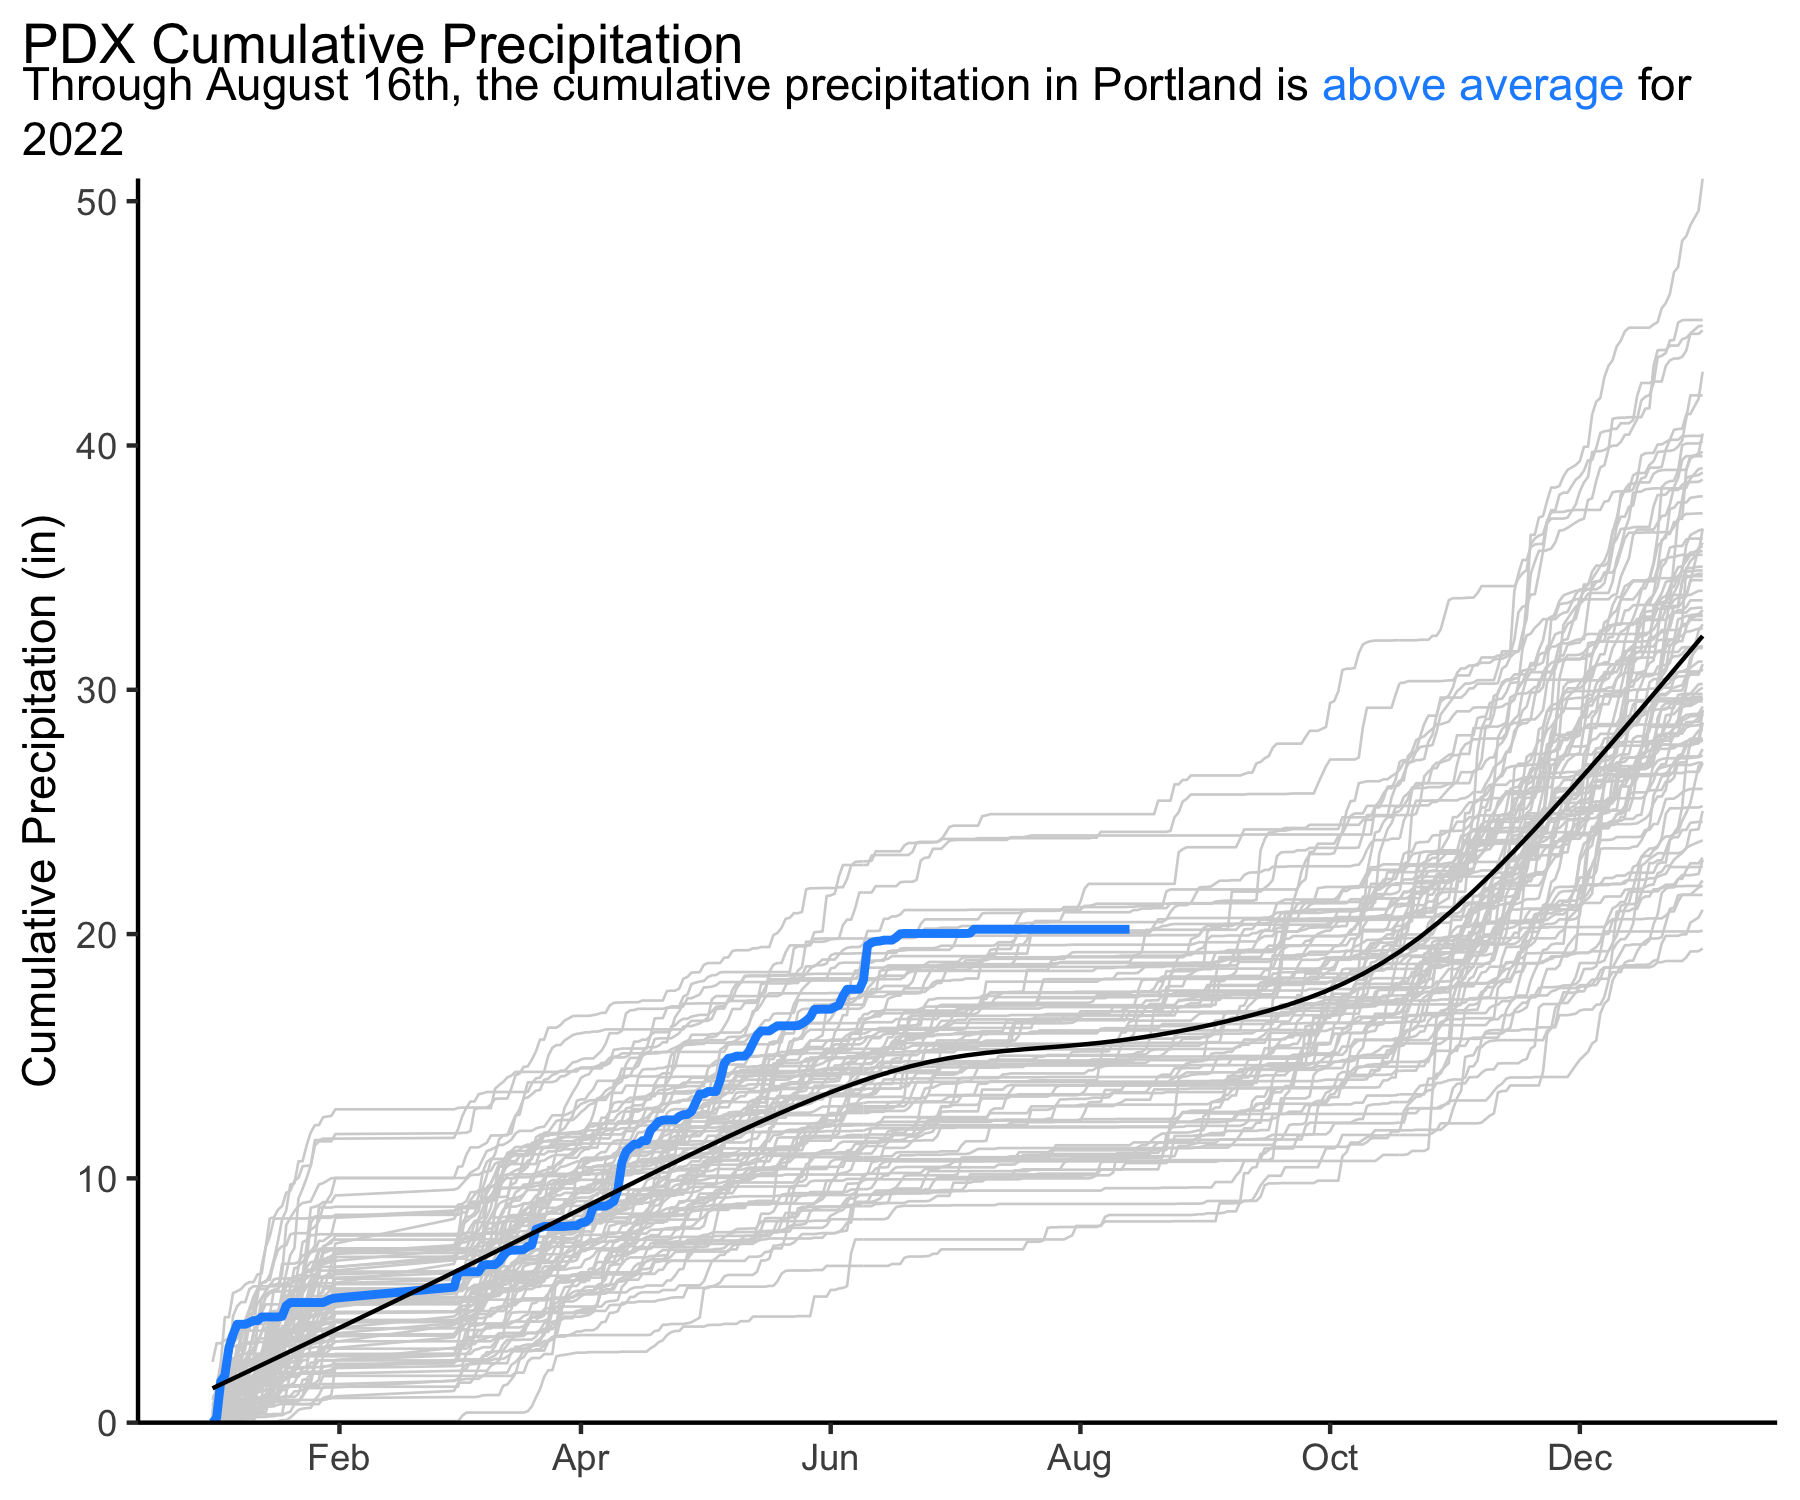 PDX Cumulative Precipitation
Through August 16th, the cumulative precipitation in Portland is above average for
2022
Cumulative Precipitation (in)
50
40
30
20
10
0
Feb
Apr
Jun
Aug
Oct
Dec